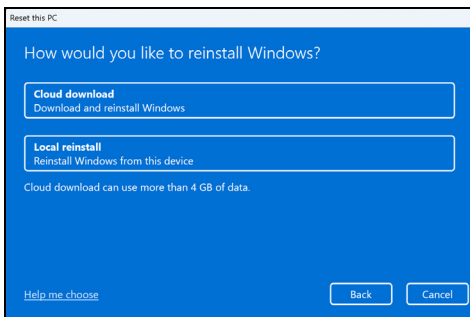 Reset this PC
How would you like to reinstall Windows?
Cloud download
Download and reinstall Windows
Local reinstall
Reinstall Windows from this device
Cloud download can use more than 4 GB of data.
Help me choose
Back
Cancel